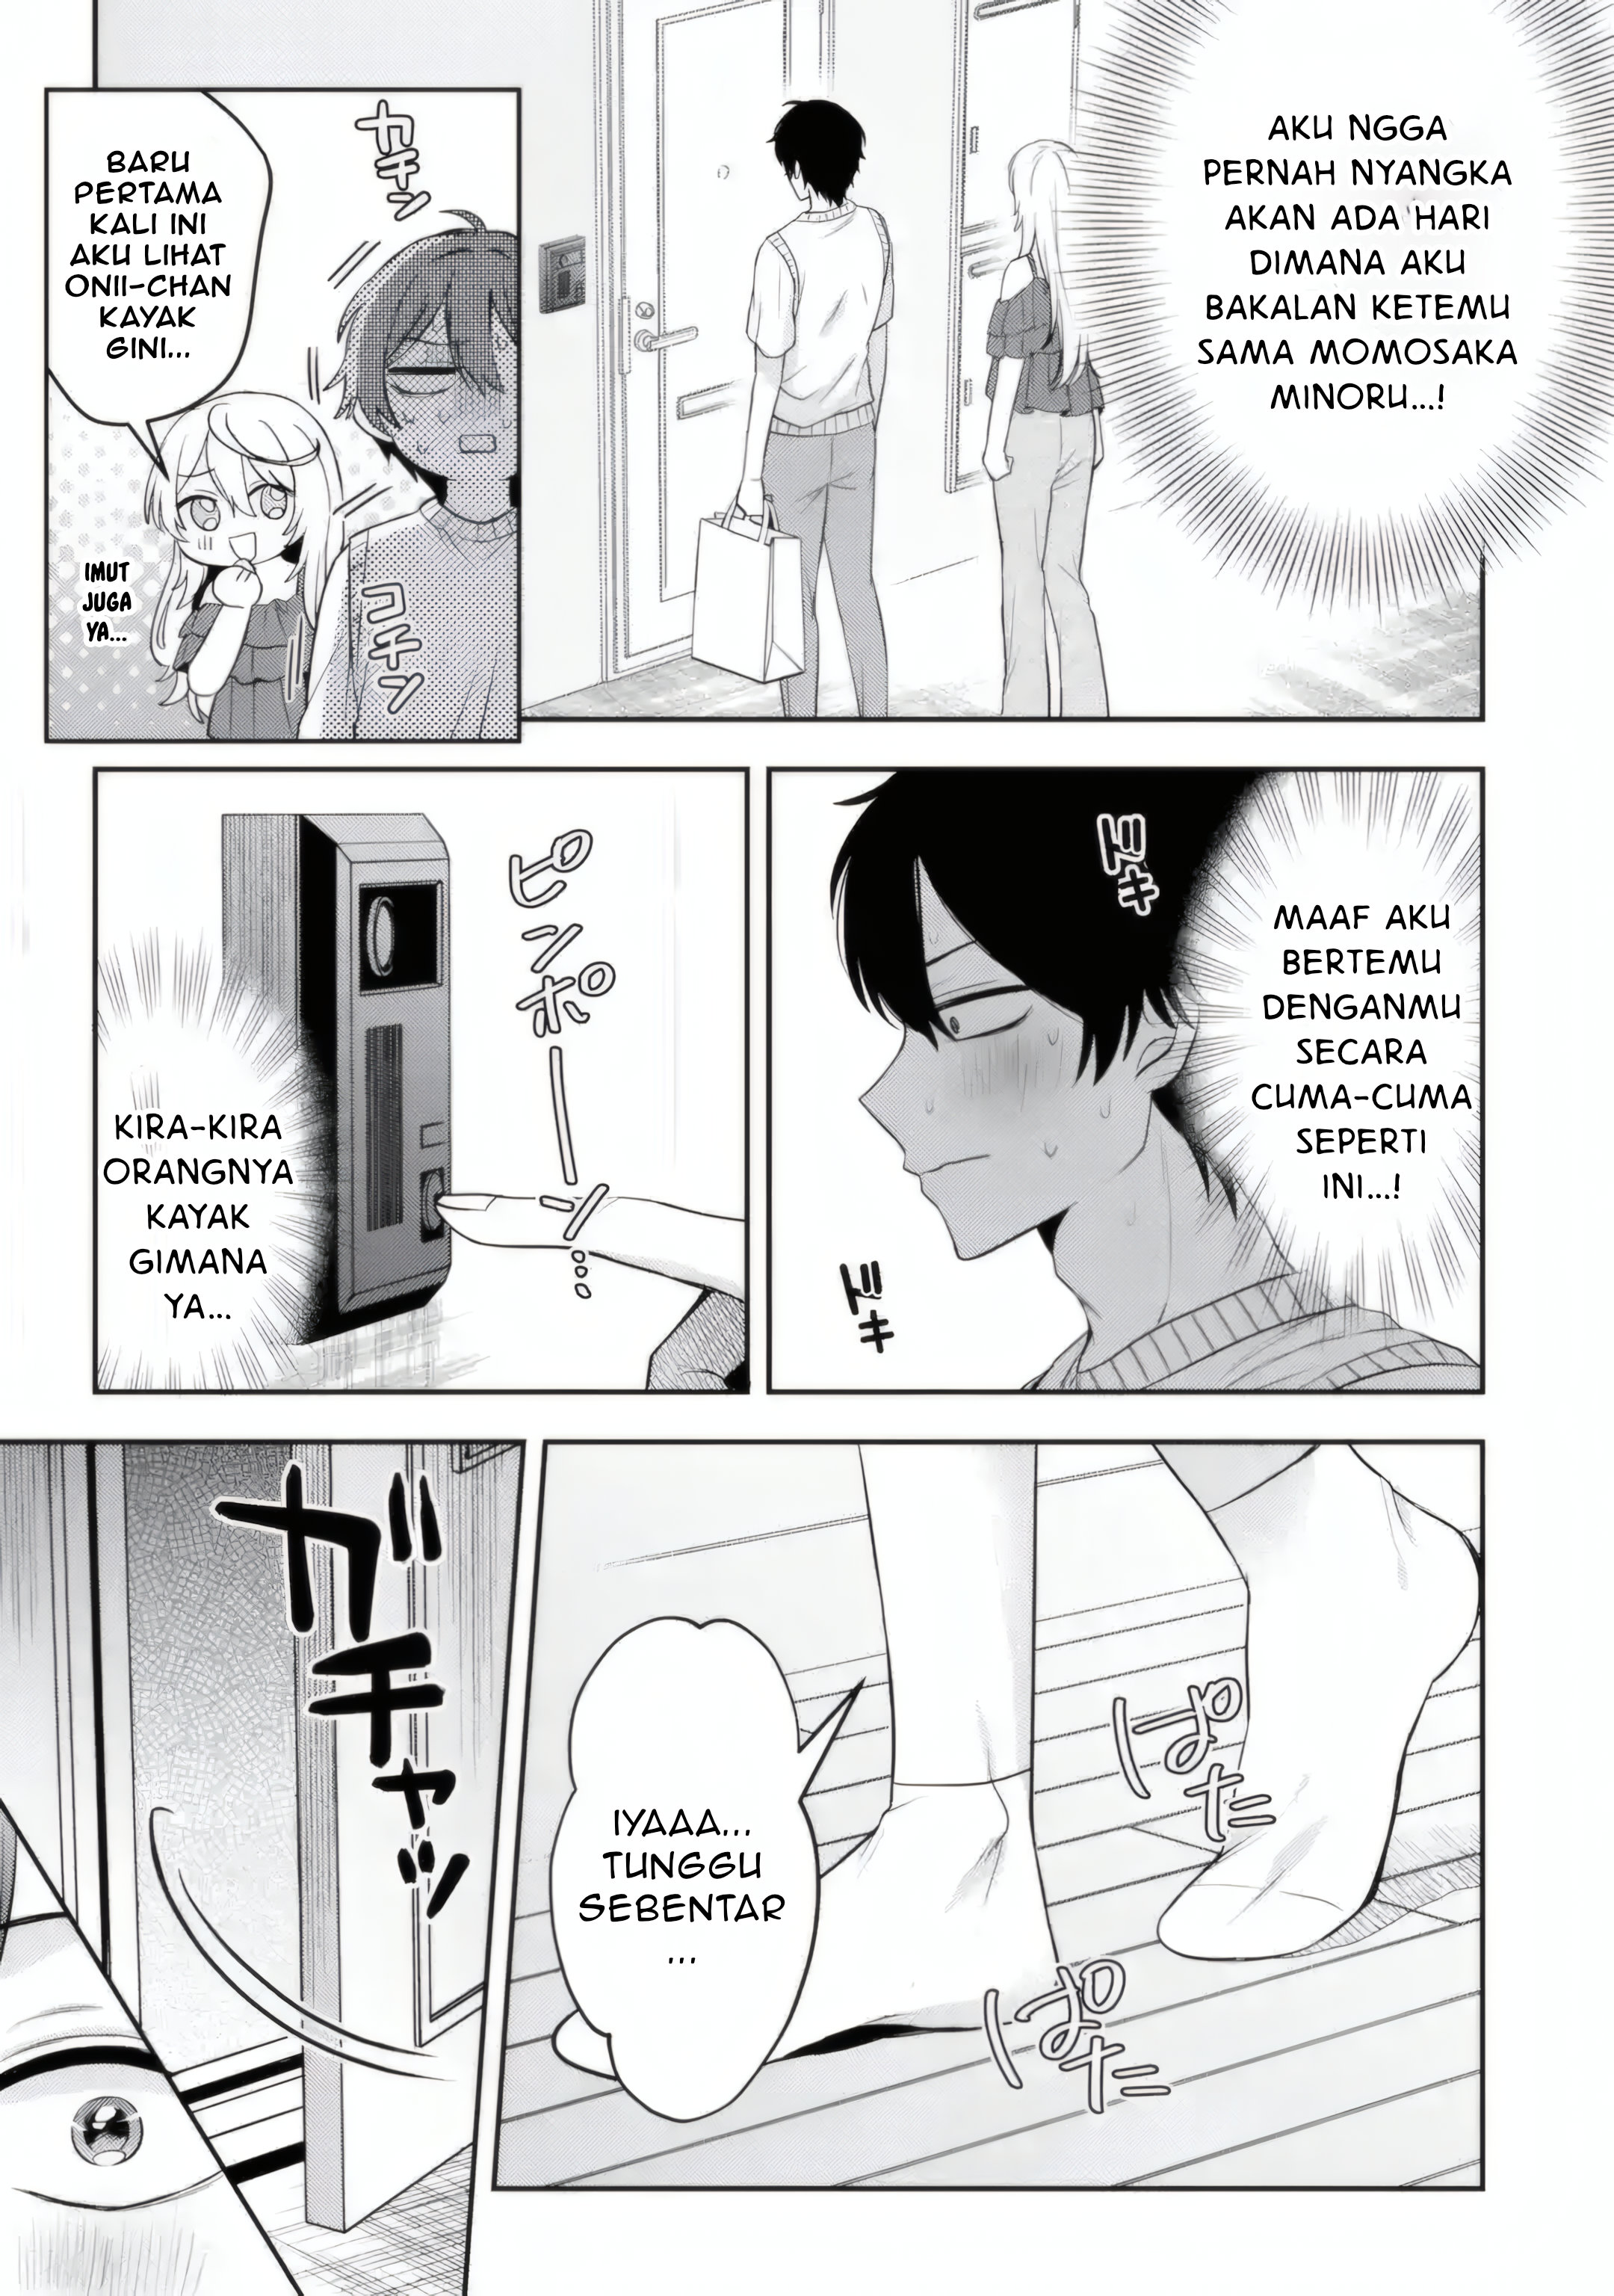 AKU NGGA
PERNAH NYANGKA
AKAN ADA HARI
DIMANA AKU
BAKALAN KETEMU
SAMA MOMOSAKA
MINORU...!
カチン
BARU
PERTAMA
KALI INI
AKU LIHAT
ONII-CHAN
KAYAK
GINI...
IMUT
JUGA
YA...
コチン
MAAF AKU
BERTEMU
DENGANMU
SECARA
CUMA-CUMA
SEPERTI
INI...!
ドキ
ドキ
ピンポーン…
KIRA-KIRA
ORANGNYA
KAYAK
GIMANA
YA...
ぱた
ぱた
IYAAA...
TUNGGU
SEBENTAR
...
ガチャッ